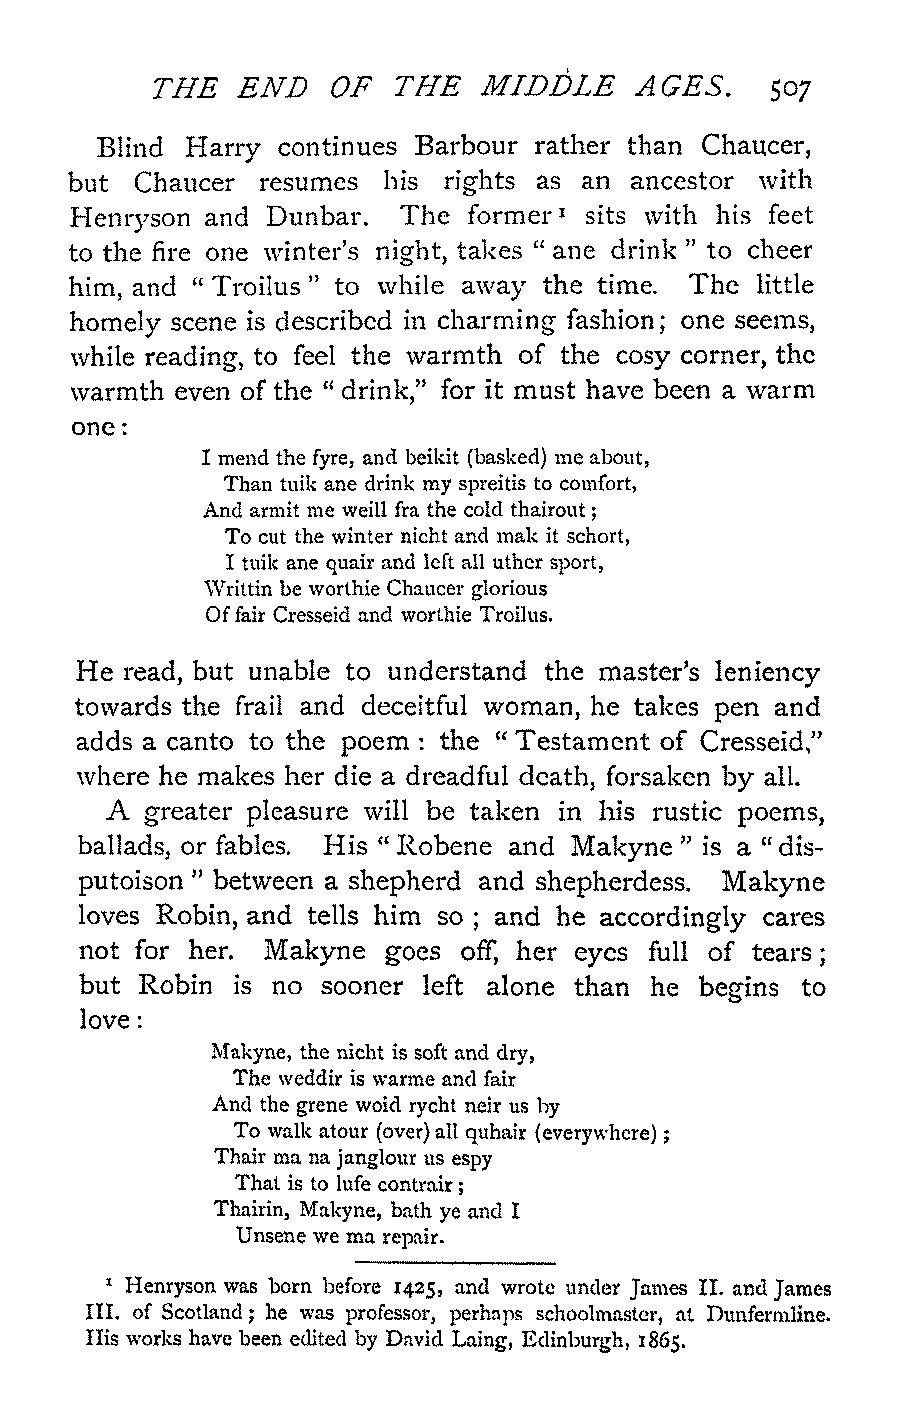 THE END OF THE MIDDLE AGES. 507
Blind Harry continues Barbour rather than Chaucer,
but Chaucer resumes his rights as an ancestor with
Henryson and Dunbar. The former ¹ sits with his feet
to the fire one winter's night, takes “ ane drink ” to cheer
him, and “ Troilus ” to while away the time. The little
homely scene is described in charming fashion; one seems,
while reading, to feel the warmth of the cosy corner, the
warmth even of the “ drink,” for it must have been a warm
one :
I mend the fyre, and beikit (basked) me about,
Than tuik ane drink my spreitis to comfort,
And armit me weill fra the cold thairout ;
To cut the winter nicht and mak it schort,
I tuik ane quair and left all uther sport,
Writtin be worthie Chaucer glorious
Of fair Cresseid and worthie Troilus.
He read, but unable to understand the master's leniency
towards the frail and deceitful woman, he takes pen and
adds a canto to the poem : the “ Testament of Cresseid,”
where he makes her die a dreadful death, forsaken by all.
A greater pleasure will be taken in his rustic poems,
ballads, or fables. His “ Robene and Makyne ” is a “ dis-
putoison ” between a shepherd and shepherdess. Makyne
loves Robin, and tells him so ; and he accordingly cares
not for her. Makyne goes off, her eyes full of tears ;
but Robin is no sooner left alone than he begins to
love :
Makyne, the nicht is soft and dry,
The weddir is warme and fair
And the grene woid rycht neir us by
To walk atour (over) all quhair (everywhere) ;
Thair ma na janglour us espy
That is to lufe contrair ;
Thairin, Makyne, bath ye and I
Unsene we ma repair.
¹ Henryson was born before 1425, and wrote under James II. and James
III. of Scotland ; he was professor, perhaps schoolmaster, at Dunfermline.
His works have been edited by David Laing, Edinburgh, 1865.